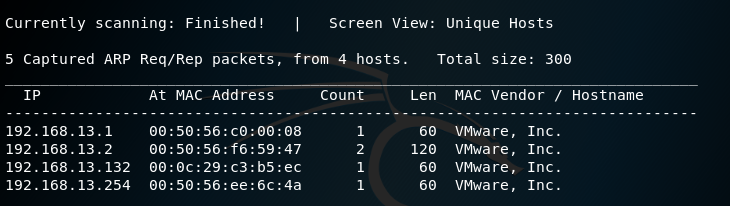 Currently scanning: Finished!   |   Screen View: Unique Hosts
5 Captured ARP Req/Rep packets, from 4 hosts.   Total size: 300
_____________________________________________________________________________
  IP            At MAC Address     Count     Len  MAC Vendor / Hostname
-----------------------------------------------------------------------------
192.168.13.1    00:50:56:c0:00:08      1      60  VMware, Inc.
192.168.13.2    00:50:56:f6:59:47      2     120  VMware, Inc.
192.168.13.132  00:0c:29:c3:b5:ec      1      60  VMware, Inc.
192.168.13.254  00:50:56:ee:6c:4a      1      60  VMware, Inc.